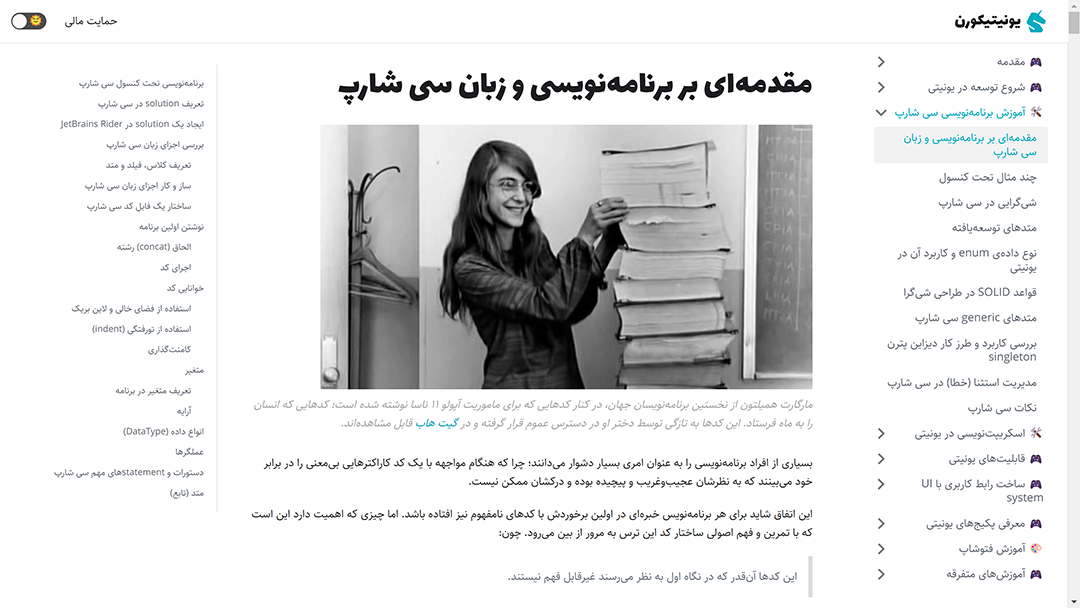 یونیتیکورن
حمایت مالی
مقدمه
شروع توسعه در یونیتی
آموزش برنامه‌نویسی سی شارپ
مقدمه‌ای بر برنامه‌نویسی و زبان
سی شارپ
چند مثال تحت کنسول
شی‌گرایی در سی شارپ
متدهای توسعه‌یافته
نوع داده‌ی enum و کاربرد آن در
یونیتی
قواعد SOLID در طراحی شی‌گرا
متدهای generic سی شارپ
بررسی کاربرد و طرز کار دیزاین پترن
singleton
مدیریت استثنا (خطا) در سی شارپ
نکات سی شارپ
اسکریپت‌نویسی در یونیتی
قابلیت‌های یونیتی
ساخت رابط کاربری با UI
system
معرفی پکیج‌های یونیتی
آموزش فتوشاپ
آموزش‌های متفرقه
مقدمه‌ای بر برنامه‌نویسی و زبان سی شارپ
مارگارت همیلتون از نخستین برنامه‌نویسان جهان، در کنار کدهایی که برای ماموریت آپولو ۱۱ ناسا نوشته شده است؛ کدهایی که انسان
را به ماه فرستاد. این کدها به تازگی توسط دختر او در دسترس عموم قرار گرفته و در گیت هاب قابل مشاهده‌اند.
بسیاری از افراد برنامه‌نویسی را به عنوان امری بسیار دشوار می‌دانند؛ چرا که هنگام مواجهه با یک کد کاراکترهایی بی‌معنی را در برابر
خود می‌بینند که به نظرشان عجیب‌وغریب و پیچیده بوده و درکشان ممکن نیست.
این اتفاق شاید برای هر برنامه‌نویس خبره‌ای در اولین برخوردش با کدهای نامفهوم نیز افتاده باشد. اما چیزی که اهمیت دارد این است
که با تمرین و فهم اصولی ساختار کد این ترس به مرور از بین می‌رود. چون:
این کدها آن‌قدر که در نگاه اول به نظر می‌رسند غیرقابل فهم نیستند.
برنامه‌نویسی تحت کنسول سی شارپ
تعریف solution در سی شارپ
ایجاد یک solution در JetBrains Rider
بررسی اجزای زبان سی شارپ
تعریف کلاس، فیلد و متد
ساز و کار اجزای زبان سی شارپ
ساختار یک فایل کد سی شارپ
نوشتن اولین برنامه
الحاق (concat) رشته
اجرای کد
خوانایی کد
استفاده از فضای خالی و لاین بریک
استفاده از تورفتگی (indent)
کامنت‌گذاری
متغیر
تعریف متغیر در برنامه
آرایه
انواع داده (DataType)
عملگرها
دستورات و statementهای مهم سی شارپ
متد (تابع)